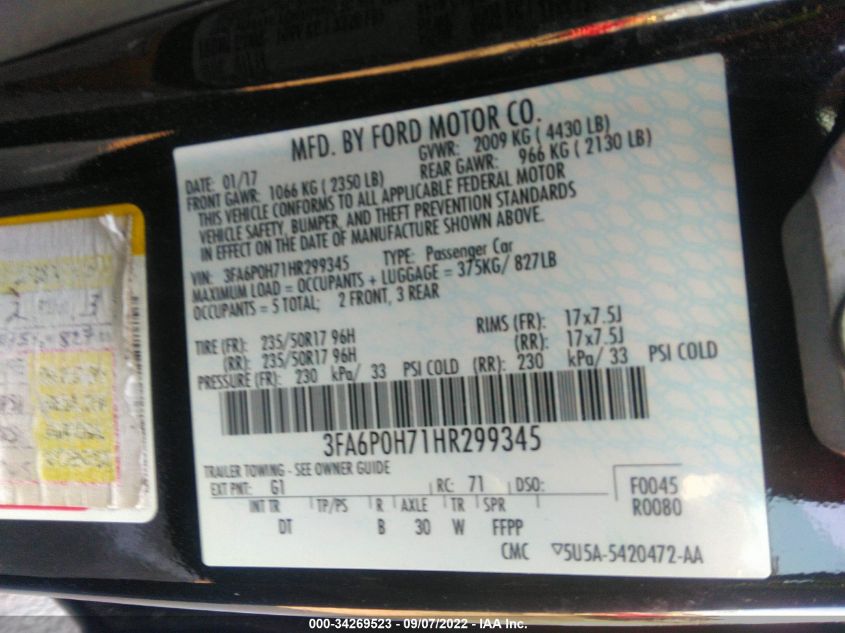 MFD. BY FORD MOTOR CO.
DATE: 01/17 GVWR: 2009 KG ( 4430 LB)
FRONT GAWR: 1066 KG ( 2350 LB) REAR GAWR: 966 KG ( 2130 LB)
THIS VEHICLE CONFORMS TO ALL APPLICABLE FEDERAL MOTOR
VEHICLE SAFETY, BUMPER, AND THEFT PREVENTION STANDARDS
IN EFFECT ON THE DATE OF MANUFACTURE SHOWN ABOVE.
VIN: 3FA6P0H71HR299345 TYPE: Passenger Car
MAXIMUM LOAD = OCCUPANTS + LUGGAGE = 375KG/ 827LB
OCCUPANTS = 5 TOTAL; 2 FRONT, 3 REAR
TIRE (FR): 235/50R17 96H RIMS (FR): 17x7.5J
(RR): 235/50R17 96H (RR): 17x7.5J
PRESSURE (FR): 230 kPa/ 33 PSI COLD (RR): 230 kPa/ 33 PSI COLD
3FA6P0H71HR299345
TRAILER TOWING - SEE OWNER GUIDE
EXT PNT: G1 RC: 71 DSO: F0045
INT TR TP/PS R AXLE TR SPR R0080
DT B 30 W FFPP
CMC ▽5U5A-5420472-AA
000-34269523 - 09/07/2022 - IAA Inc.